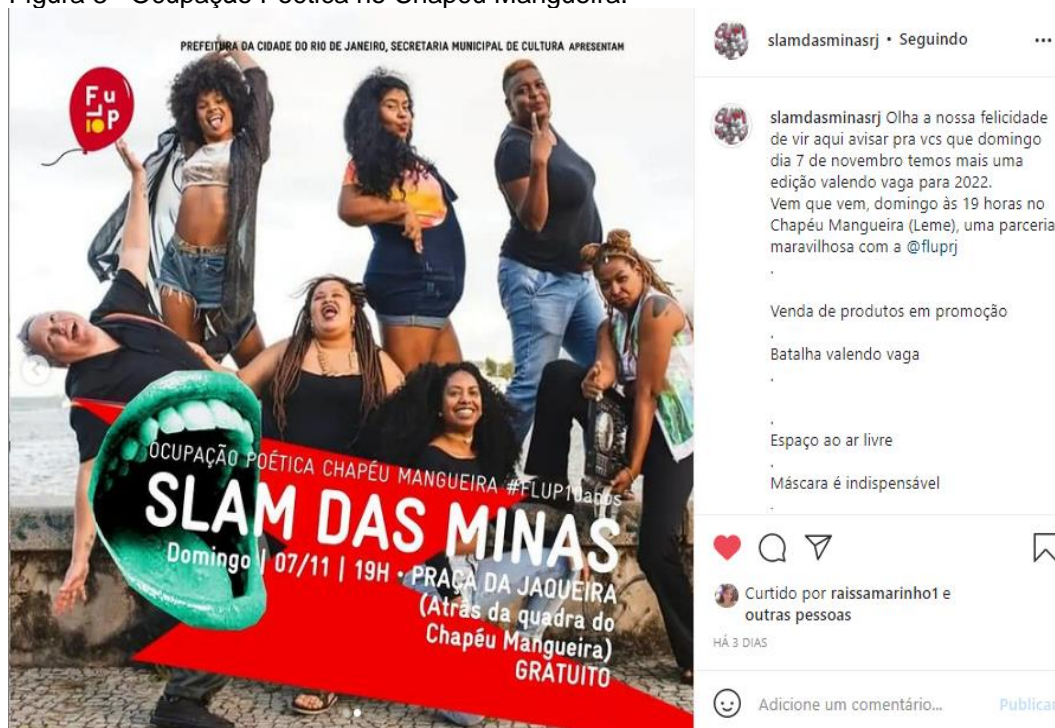 Figura 8 - Ocupação Poética no Chapéu Mangueira.
PREFEITURA DA CIDADE DO RIO DE JANEIRO, SECRETARIA MUNICIPAL DE CULTURA APRESENTAM
FLUP
OCUPAÇÃO POÉTICA CHAPÉU MANGUEIRA #FLUP10anos
SLAM DAS MINAS
Domingo | 07/11 | 19H • PRAÇA DA JAQUEIRA
(Atrás da quadra do
Chapéu Mangueira)
GRATUITO
slamdasminasrj • Seguindo
slamdasminasrj Olha a nossa felicidade
de vir aqui avisar pra vcs que domingo
dia 7 de novembro temos mais uma
edição valendo vaga para 2022.
Vem que vem, domingo às 19 horas no
Chapéu Mangueira (Leme), uma parceria
maravilhosa com a @fluprj
.
Venda de produtos em promoção
.
Batalha valendo vaga
.
.
Espaço ao ar livre
.
Máscara é indispensável
.
Curtido por raissamarinho1 e
outras pessoas
HÁ 3 DIAS
Adicione um comentário... Publicar